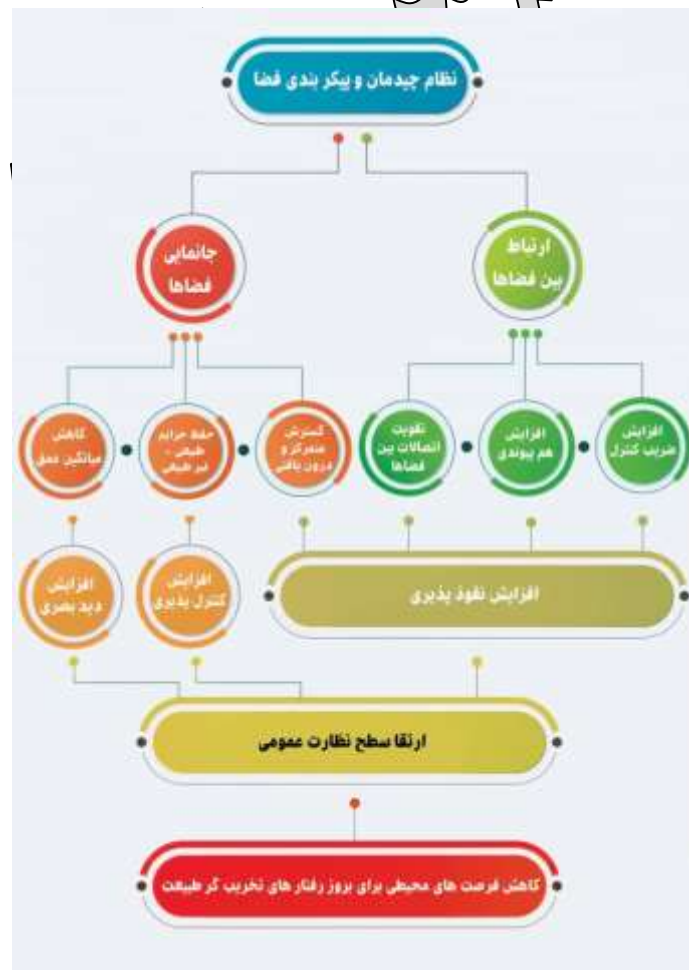 نظام چیدمان و پیکر بندی فضا
ارتباط
بین فضاها
جانمایی
فضاها
افزایش
ضریب کنترل
افزایش
هم پیوندی
تقویت
اتصالات بین
فضاها
گسترش
متمرکز و
درون بافتی
حفظ حرائم
طبیعی -
غیر طبیعی
کاهش
میانگین عمق
افزایش نفوذ پذیری
افزایش
کنترل پذیری
افزایش
دید بصری
ارتقا سطح نظارت عمومی
کاهش فرصت های محیطی برای بروز رفتار های تخریب گر طبیعت